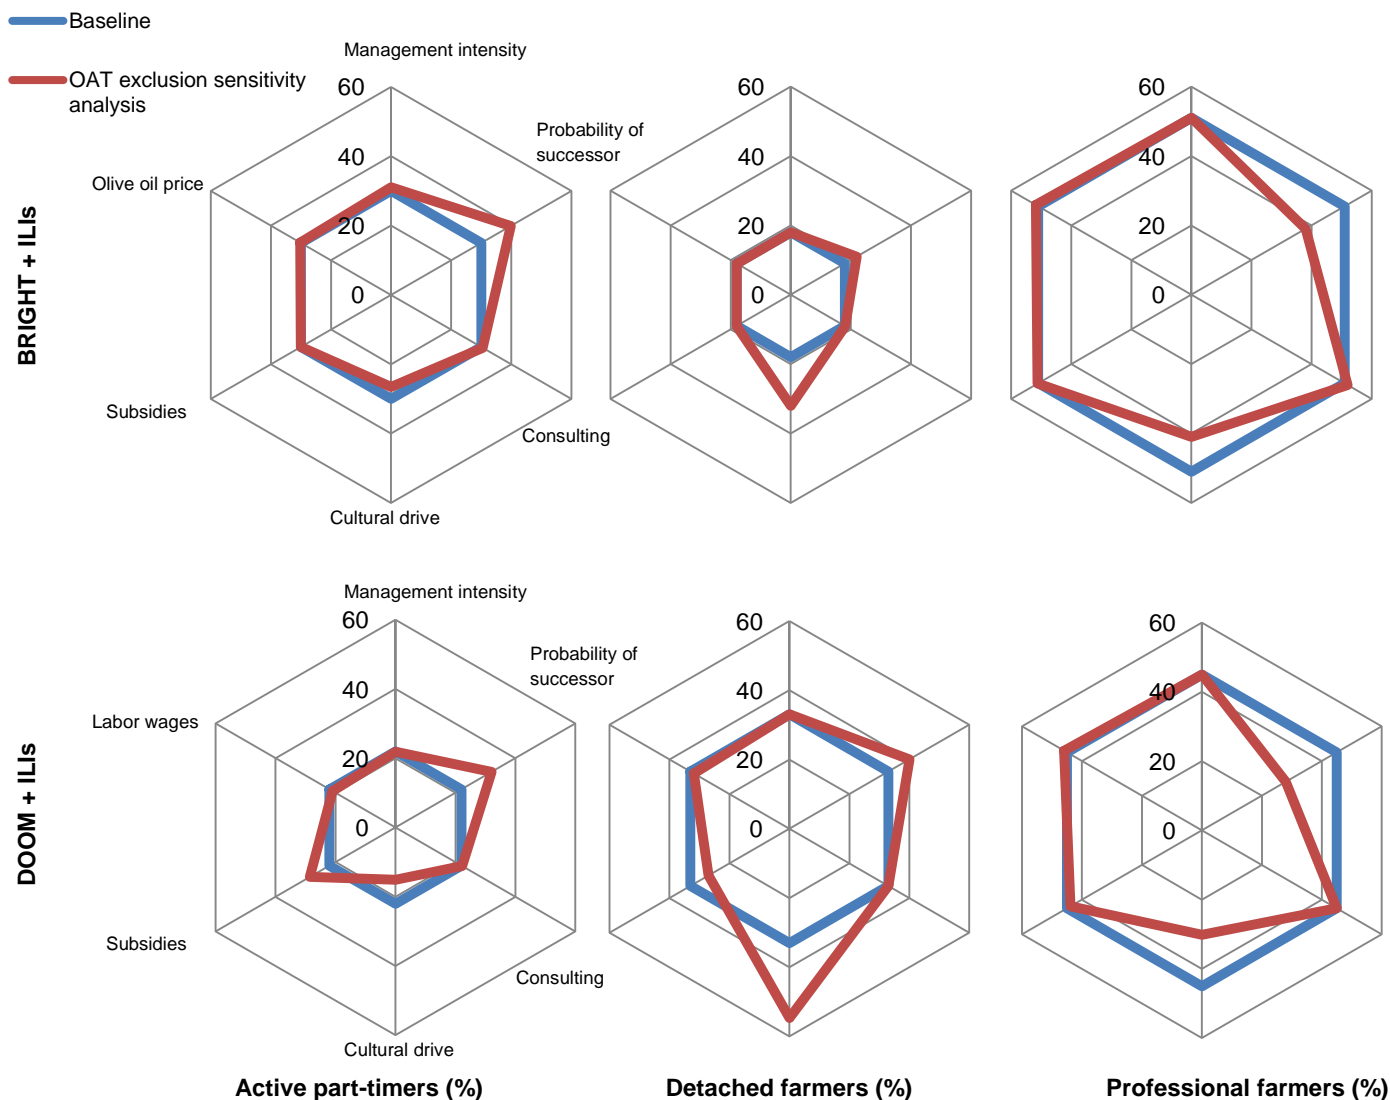 Baseline
OAT exclusion sensitivity
analysis
BRIGHT + ILIs
Management intensity
Probability of
successor
Consulting
Cultural drive
Subsidies
Olive oil price
60
40
20
0
60
40
20
0
60
40
20
0
DOOM + ILIs
Management intensity
Probability of
successor
Consulting
Cultural drive
Subsidies
Labor wages
60
40
20
0
60
40
20
0
60
40
20
0
Active part-timers (%)
Detached farmers (%)
Professional farmers (%)